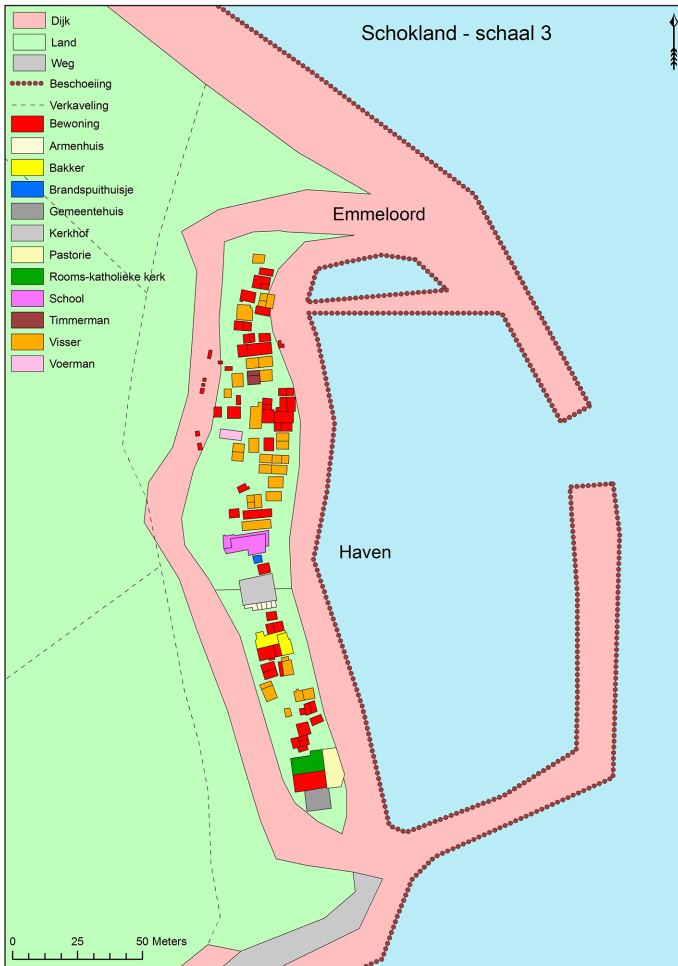 Schokland - schaal 3
Dijk
Land
Weg
Beschoeiing
Verkaveling
Bewoning
Armenhuis
Bakker
Brandspuithuisje
Gemeentehuis
Kerkhof
Pastorie
Rooms-katholieke kerk
School
Timmerman
Visser
Voerman
Emmeloord
Haven
0 25 50 Meters